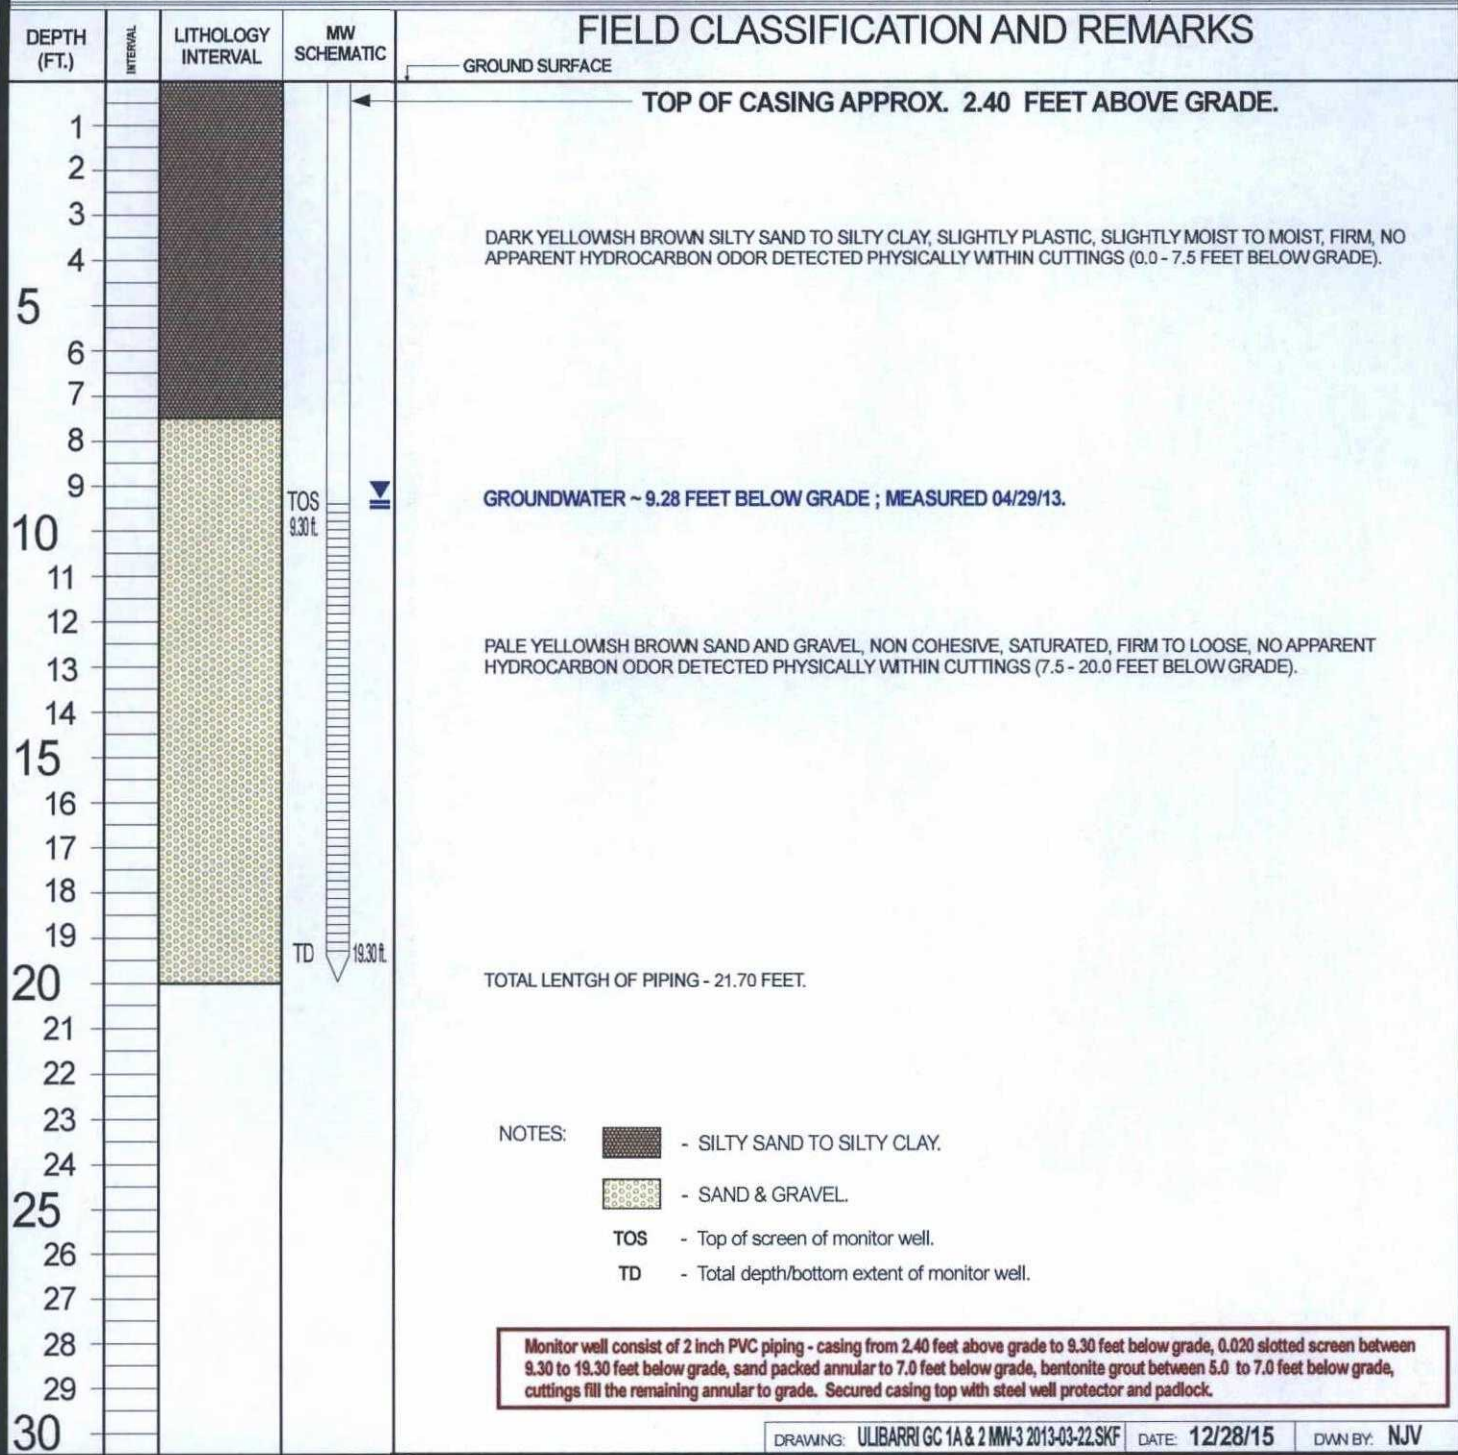 DEPTH
(FT.)
INTERVAL
LITHOLOGY
INTERVAL
MW
SCHEMATIC
FIELD CLASSIFICATION AND REMARKS
GROUND SURFACE
TOP OF CASING APPROX. 2.40 FEET ABOVE GRADE.
1
2
3
DARK YELLOWISH BROWN SILTY SAND TO SILTY CLAY, SLIGHTLY PLASTIC, SLIGHTLY MOIST TO MOIST, FIRM, NO
APPARENT HYDROCARBON ODOR DETECTED PHYSICALLY WITHIN CUTTINGS (0.0 - 7.5 FEET BELOW GRADE).
4
5
6
7
8
9
TOS
9.30 ft.
GROUNDWATER ~ 9.28 FEET BELOW GRADE ; MEASURED 04/29/13.
10
11
12
PALE YELLOWISH BROWN SAND AND GRAVEL, NON COHESIVE, SATURATED, FIRM TO LOOSE, NO APPARENT
HYDROCARBON ODOR DETECTED PHYSICALLY WITHIN CUTTINGS (7.5 - 20.0 FEET BELOW GRADE).
13
14
15
16
17
18
19
TD
19.30 ft.
20
TOTAL LENTGH OF PIPING - 21.70 FEET.
21
22
23
NOTES:
- SILTY SAND TO SILTY CLAY.
24
- SAND & GRAVEL.
25
TOS - Top of screen of monitor well.
26
TD - Total depth/bottom extent of monitor well.
27
28
29
30
Monitor well consist of 2 inch PVC piping - casing from 2.40 feet above grade to 9.30 feet below grade, 0.020 slotted screen between
9.30 to 19.30 feet below grade, sand packed annular to 7.0 feet below grade, bentonite grout between 5.0 to 7.0 feet below grade,
cuttings fill the remaining annular to grade. Secured casing top with steel well protector and padlock.
DRAWING: ULIBARRI GC 1A & 2 MW-3 2013-03-22.SKF DATE: 12/28/15 DWN BY: NJV